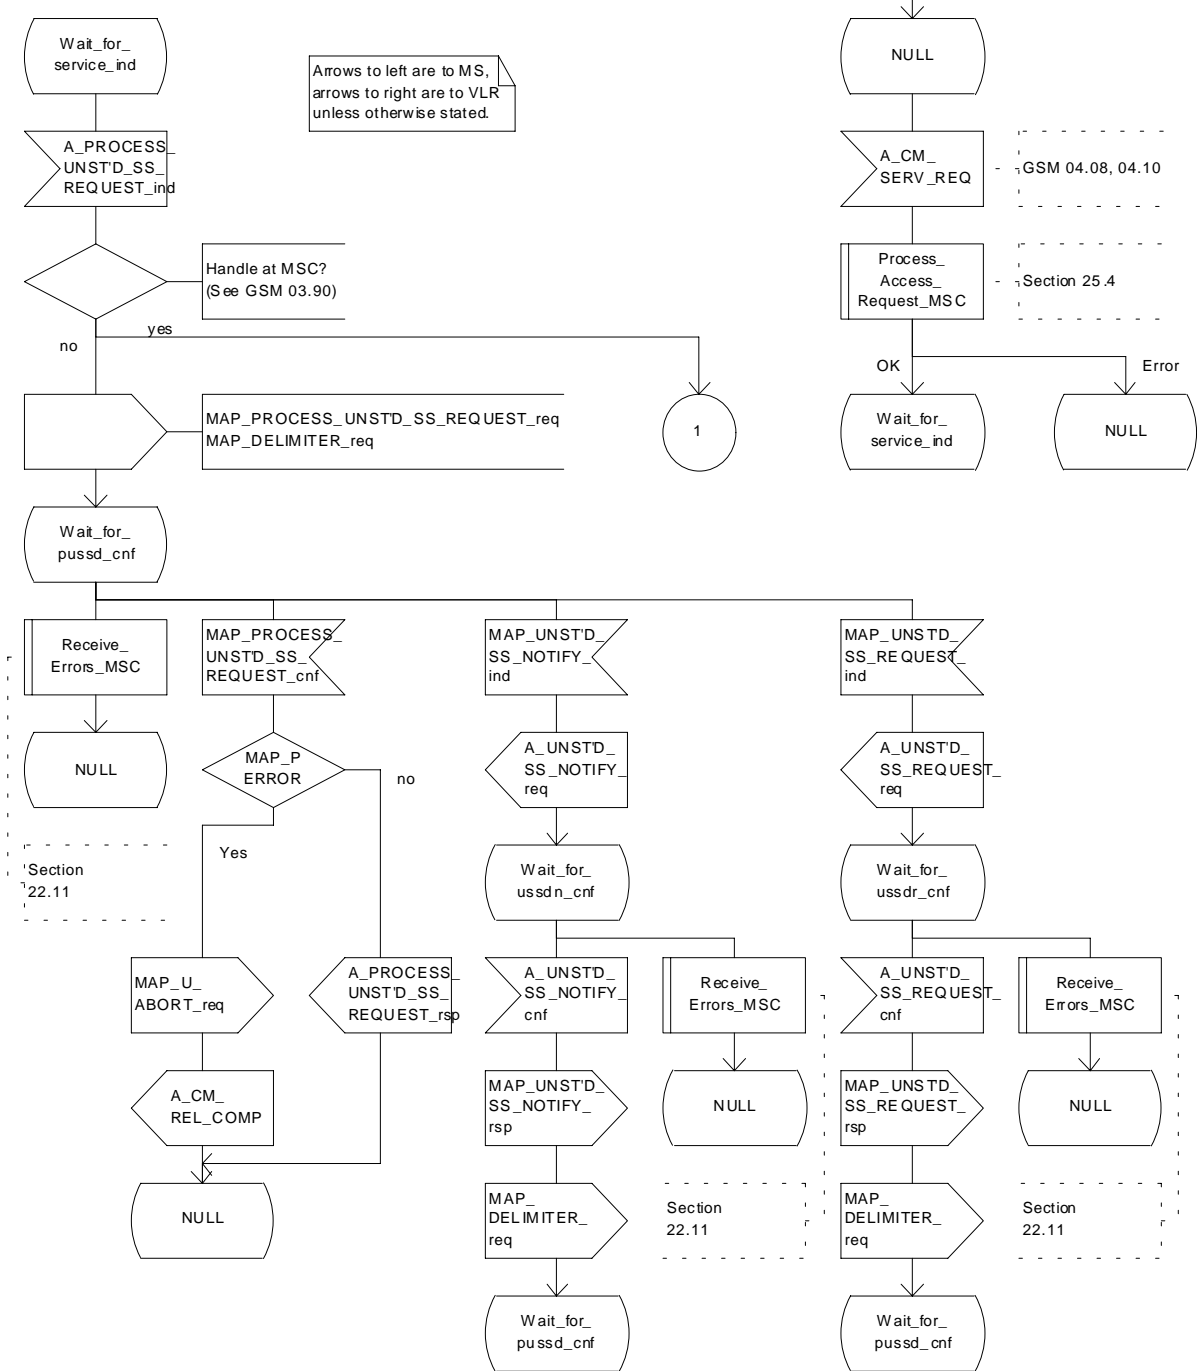 Wait_for_
service_ind
Arrows to left are to MS,
arrows to right are to VLR
unless otherwise stated.
NULL
A_PROCESS_
UNST'D_SS_
REQUEST_ind
A_CM_
SERV_REQ
GSM 04.08, 04.10
Handle at MSC?
(See GSM 03.90)
Process_
Access_
Request_MSC
Section 25.4
yes
no
OK
Error
MAP_PROCESS_UNST'D_SS_REQUEST_req
MAP_DELIMITER_req
1
Wait_for_
service_ind
NULL
Wait_for_
pussd_cnf
Receive_
Errors_MSC
MAP_PROCESS_
UNST'D_SS_
REQUEST_cnf
MAP_UNST'D_
SS_NOTIFY_
ind
MAP_UNST'D_
SS_REQUEST_
ind
NULL
MAP_P
ERROR
no
A_UNST'D_
SS_NOTIFY_
req
A_UNST'D_
SS_REQUEST_
req
Yes
Section
22.11
Wait_for_
ussdn_cnf
Wait_for_
ussdr_cnf
MAP_U_
ABORT_req
A_PROCESS_
UNST'D_SS_
REQUEST_rsp
A_UNST'D_
SS_NOTIFY_
cnf
Receive_
Errors_MSC
A_UNST'D_
SS_REQUEST_
cnf
Receive_
Errors_MSC
A_CM_
REL_COMP
MAP_UNST'D_
SS_NOTIFY_
rsp
NULL
MAP_UNST'D_
SS_REQUEST_
rsp
NULL
NULL
MAP_
DELIMITER_
req
Section
22.11
MAP_
DELIMITER_
req
Section
22.11
Wait_for_
pussd_cnf
Wait_for_
pussd_cnf